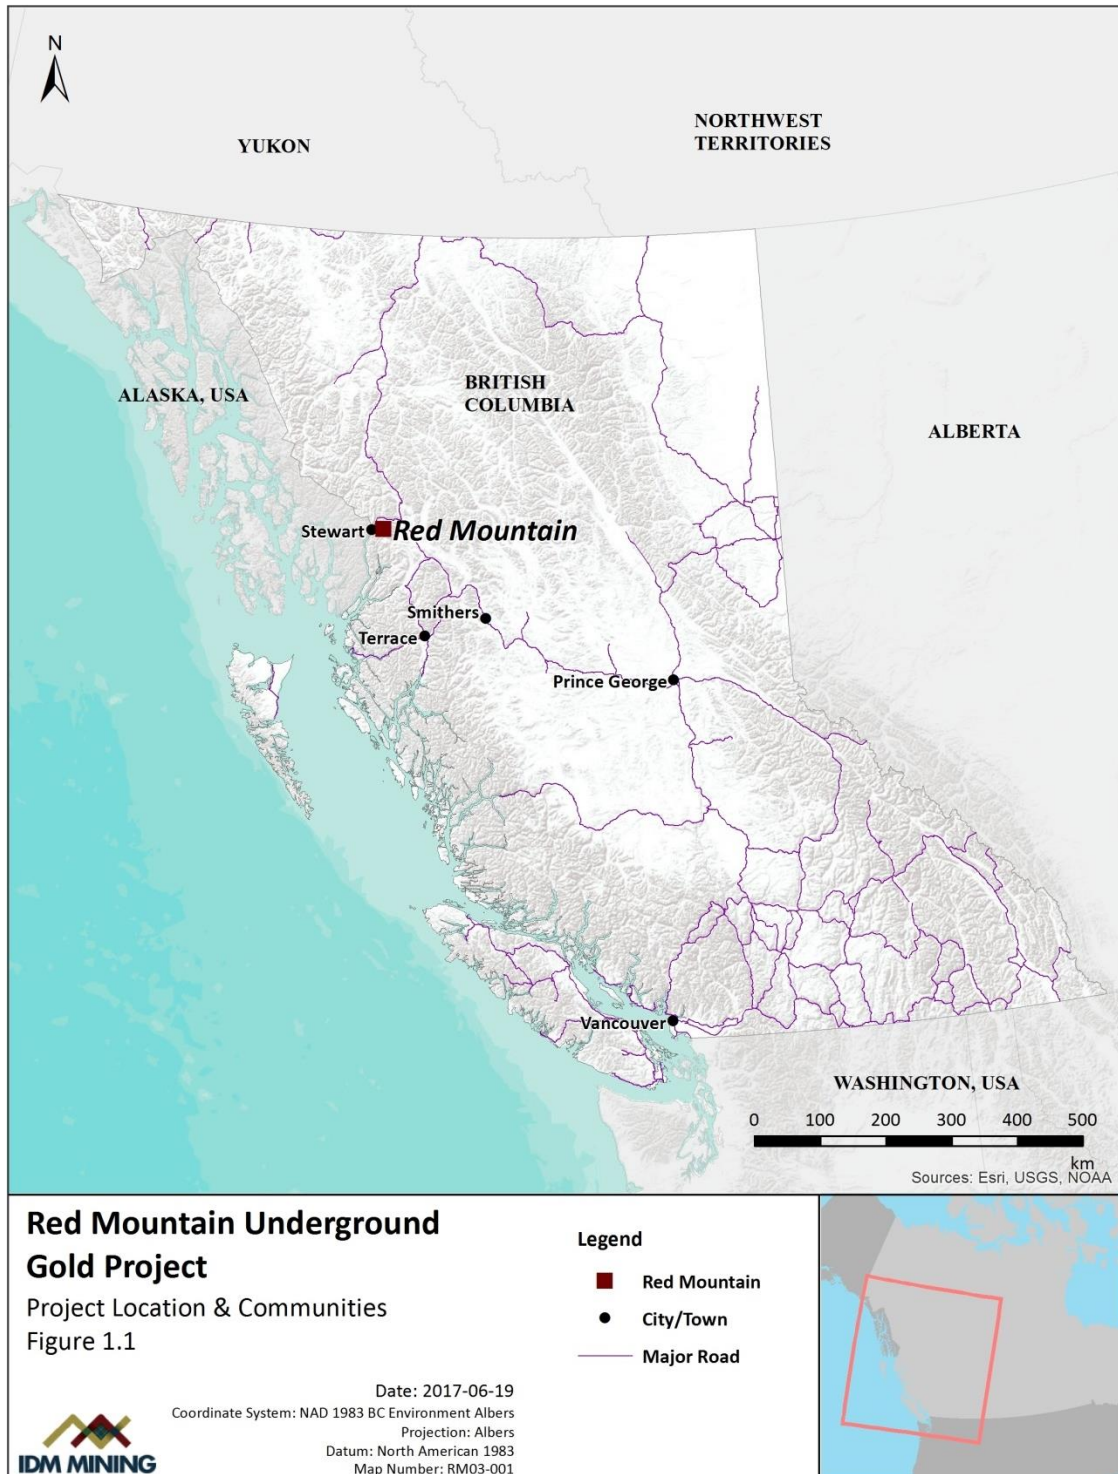 N
YUKON
NORTHWEST
TERRITORIES
ALASKA, USA
BRITISH
COLUMBIA
ALBERTA
Stewart
Red Mountain
Smithers
Terrace
Prince George
Vancouver
WASHINGTON, USA
0 100 200 300 400 500
km
Sources: Esri, USGS, NOAA
Red Mountain Underground
Gold Project
Project Location & Communities
Figure 1.1
Legend
Red Mountain
City/Town
Major Road
Date: 2017-06-19
Coordinate System: NAD 1983 BC Environment Albers
Projection: Albers
Datum: North American 1983
Map Number: RM03-001
IDM MINING